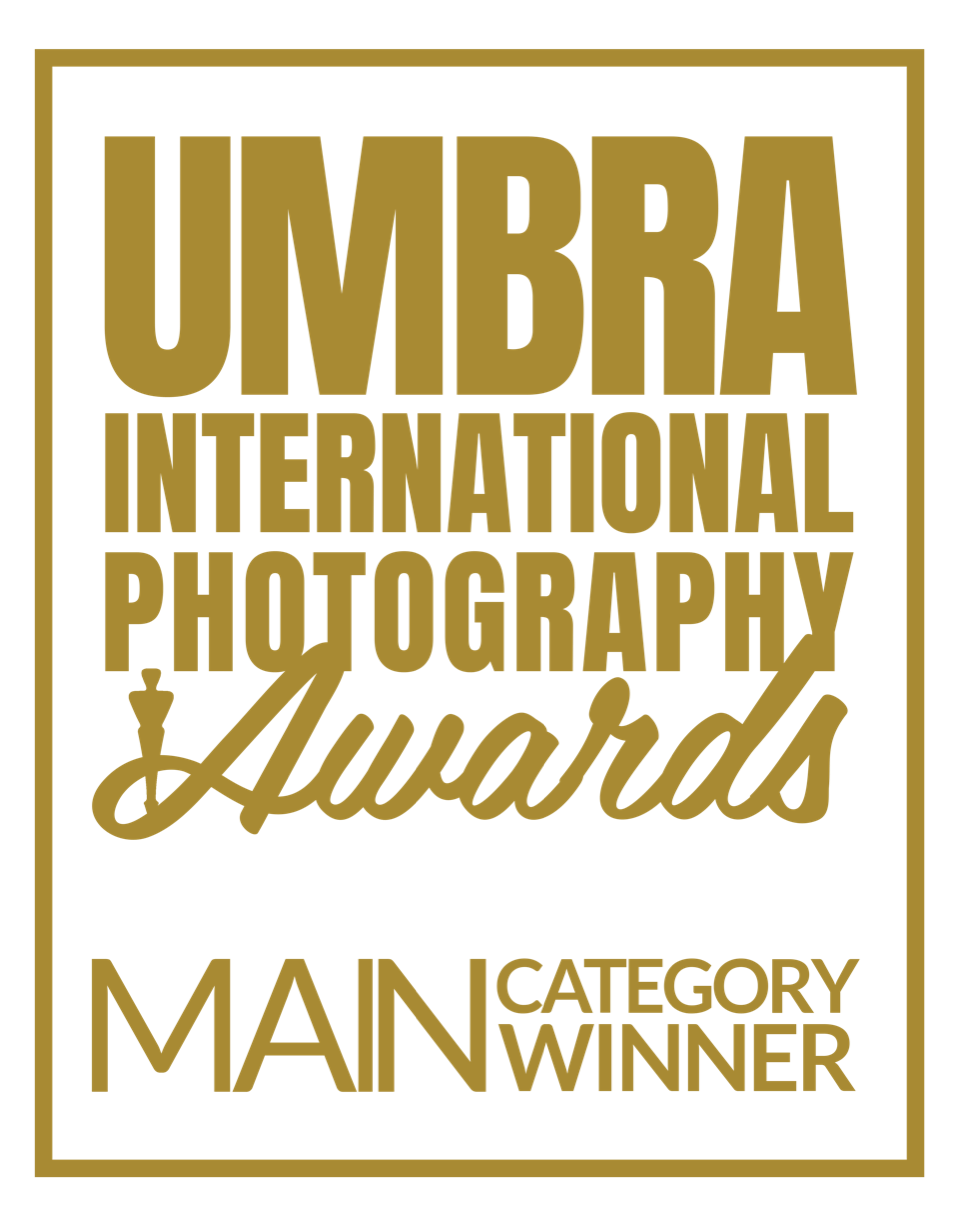 UMBRA
INTERNATIONAL
PHOTOGRAPHY
Awards
MAIN CATEGORY
WINNER